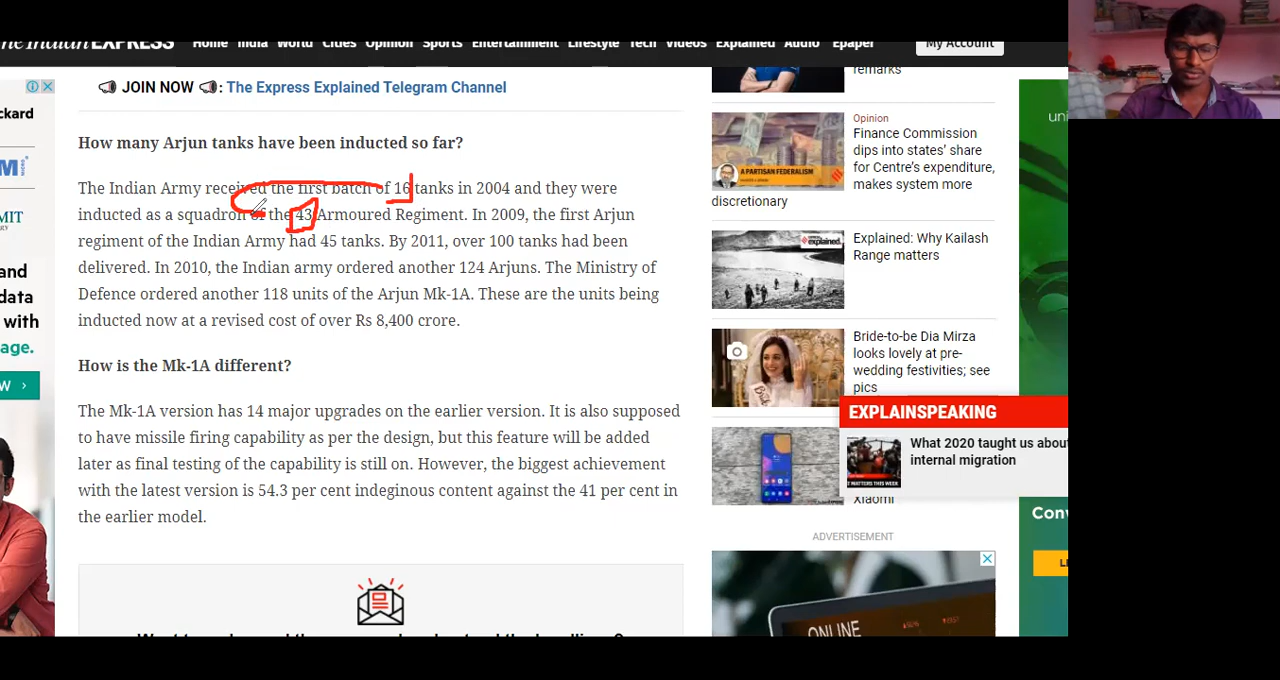 The Indian EXPRESS
Home India World Cities Opinion Sports Entertainment Lifestyle Tech Videos Explained Audio Epaper
My Account
JOIN NOW : The Express Explained Telegram Channel
How many Arjun tanks have been inducted so far?
The Indian Army received the first batch of 16 tanks in 2004 and they were
inducted as a squadron of the 43 Armoured Regiment. In 2009, the first Arjun
regiment of the Indian Army had 45 tanks. By 2011, over 100 tanks had been
delivered. In 2010, the Indian army ordered another 124 Arjuns. The Ministry of
Defence ordered another 118 units of the Arjun Mk-1A. These are the units being
inducted now at a revised cost of over Rs 8,400 crore.
How is the Mk-1A different?
The Mk-1A version has 14 major upgrades on the earlier version. It is also supposed
to have missile firing capability as per the design, but this feature will be added
later as final testing of the capability is still on. However, the biggest achievement
with the latest version is 54.3 per cent indeginous content against the 41 per cent in
the earlier model.
remarks
Opinion
Finance Commission
dips into states' share
for Centre's expenditure,
makes system more
discretionary
A PARTISAN FEDERALISM
explained
Explained: Why Kailash
Range matters
Bride-to-be Dia Mirza
looks lovely at pre-
wedding festivities; see
pics
EXPLAINSPEAKING
What 2020 taught us about
internal migration
Xiaomi
ADVERTISEMENT
ONLINE
ckard
MIT
and
data
with
age.
W
uni
Conv